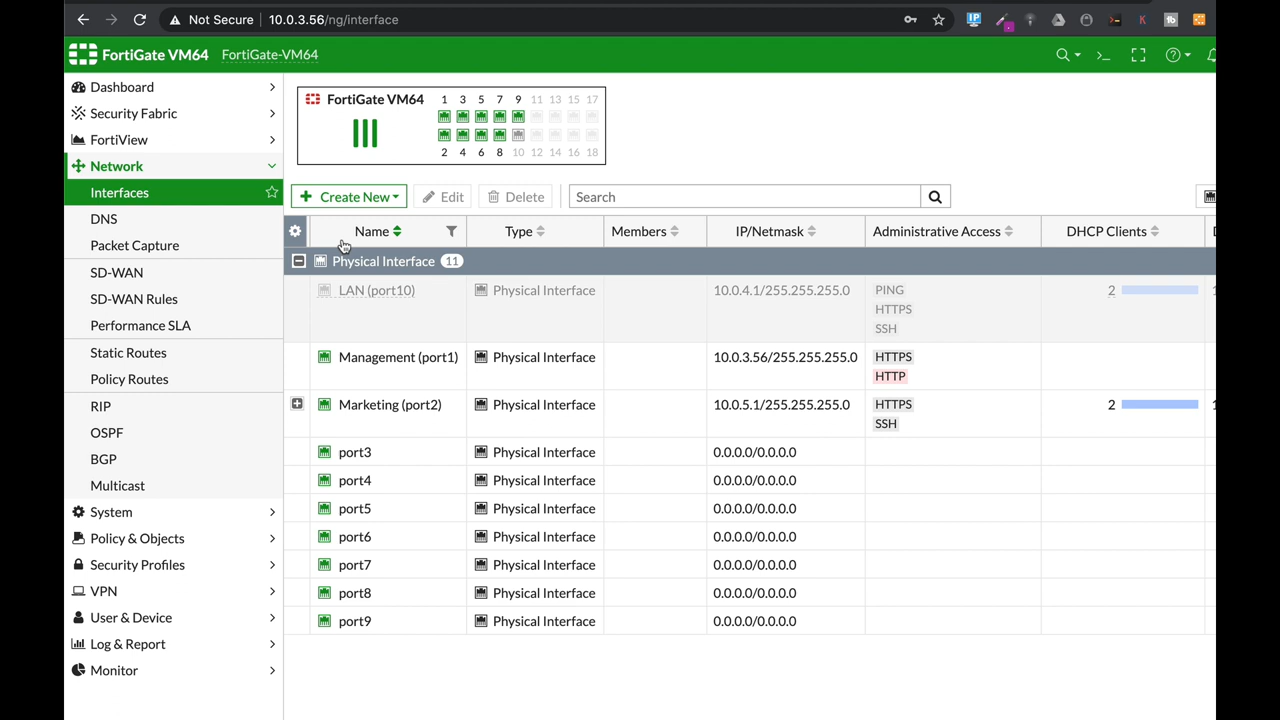 Not Secure 10.0.3.56/ng/interface
FortiGate VM64 FortiGate-VM64
Dashboard
Security Fabric
FortiView
Network
Interfaces
DNS
Packet Capture
SD-WAN
SD-WAN Rules
Performance SLA
Static Routes
Policy Routes
RIP
OSPF
BGP
Multicast
System
Policy & Objects
Security Profiles
VPN
User & Device
Log & Report
Monitor
FortiGate VM64 1 3 5 7 9 11 13 15 17
2 4 6 8 10 12 14 16 18
Create New Edit Delete Search
Name Type Members IP/Netmask Administrative Access DHCP Clients
Physical Interface 11
LAN (port10) Physical Interface 10.0.4.1/255.255.255.0 PING 2
HTTPS
SSH
Management (port1) Physical Interface 10.0.3.56/255.255.255.0 HTTPS
HTTP
Marketing (port2) Physical Interface 10.0.5.1/255.255.255.0 HTTPS 2
SSH
port3 Physical Interface 0.0.0.0/0.0.0.0
port4 Physical Interface 0.0.0.0/0.0.0.0
port5 Physical Interface 0.0.0.0/0.0.0.0
port6 Physical Interface 0.0.0.0/0.0.0.0
port7 Physical Interface 0.0.0.0/0.0.0.0
port8 Physical Interface 0.0.0.0/0.0.0.0
port9 Physical Interface 0.0.0.0/0.0.0.0